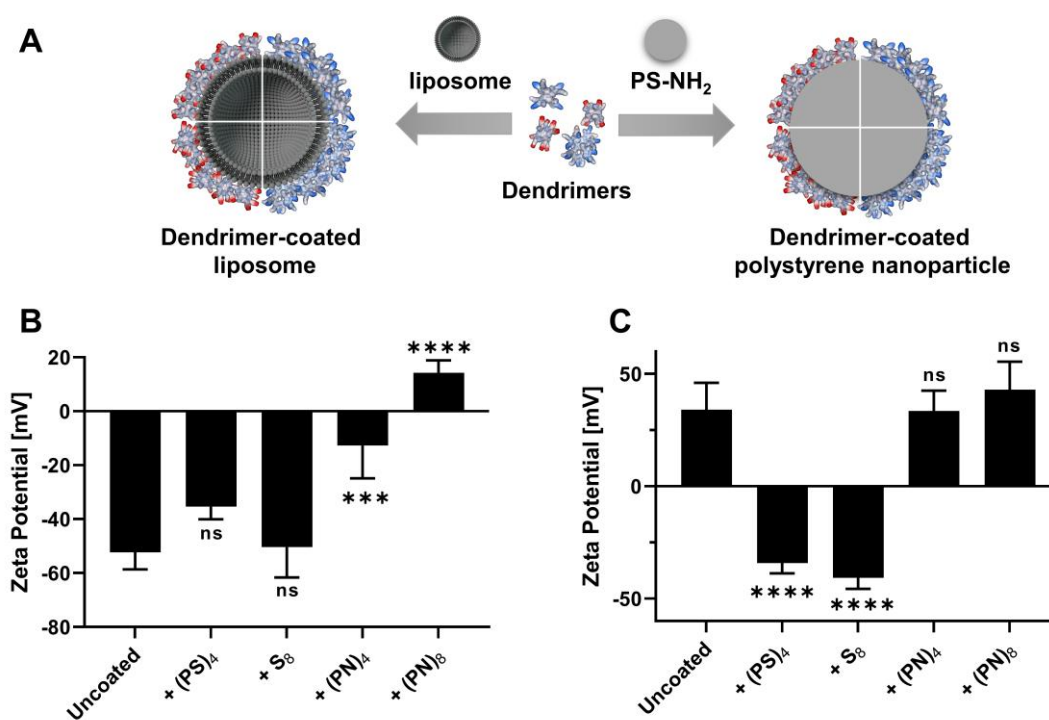 A
liposome
PS-NH₂
Dendrimers
Dendrimer-coated
liposome
Dendrimer-coated
polystyrene nanoparticle
B
Zeta Potential [mV]
20
0
-20
-40
-60
-80
ns
ns
***
****
Uncoated
+ (PS)₄
+ S₈
+ (PN)₄
+ (PN)₈
C
Zeta Potential [mV]
50
0
-50
****
****
ns
ns
Uncoated
+ (PS)₄
+ S₈
+ (PN)₄
+ (PN)₈